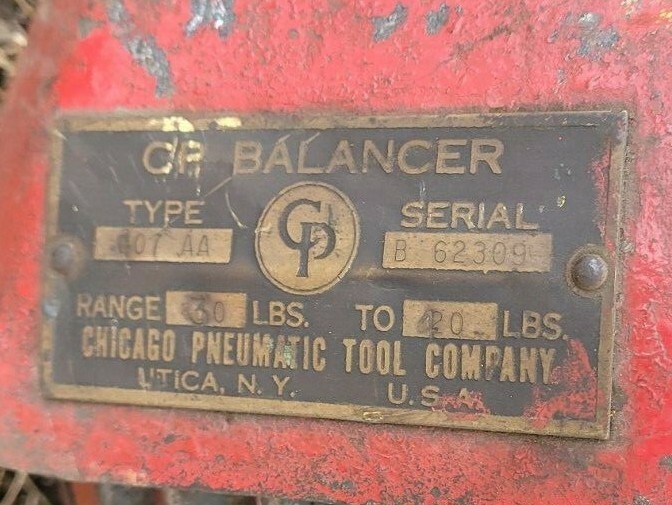 CP BALANCER
TYPE SERIAL
CP
AA B 62309
RANGE LBS. TO LBS.
CHICAGO PNEUMATIC TOOL COMPANY
UTICA, N. Y. U. S. A.